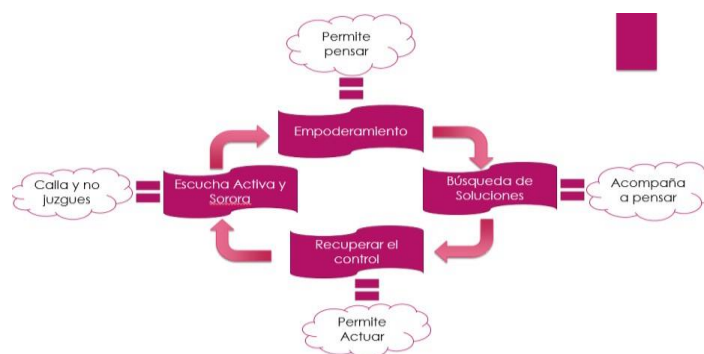 Permite
pensar
Empoderamiento
Calla y no
juzgues
Escucha Activa y
Sorora
Búsqueda de
Soluciones
Acompaña
a pensar
Recuperar el
control
Permite
Actuar